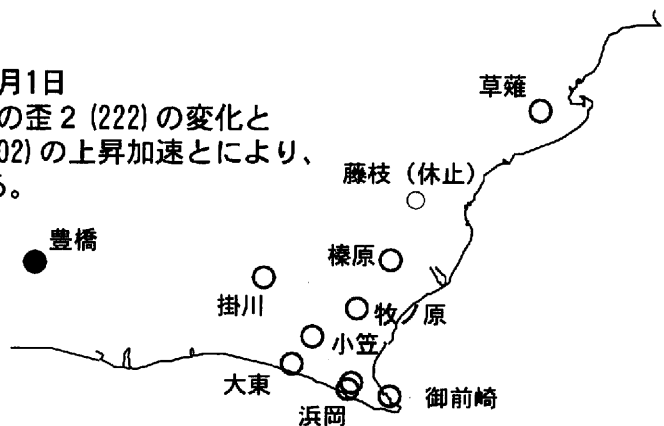 月1日
の歪２(222)の変化と
02)の上昇加速とにより、
る。
草薙
藤枝（休止）
豊橋
榛原
掛川
牧ノ原
小笠
大東
御前崎
浜岡